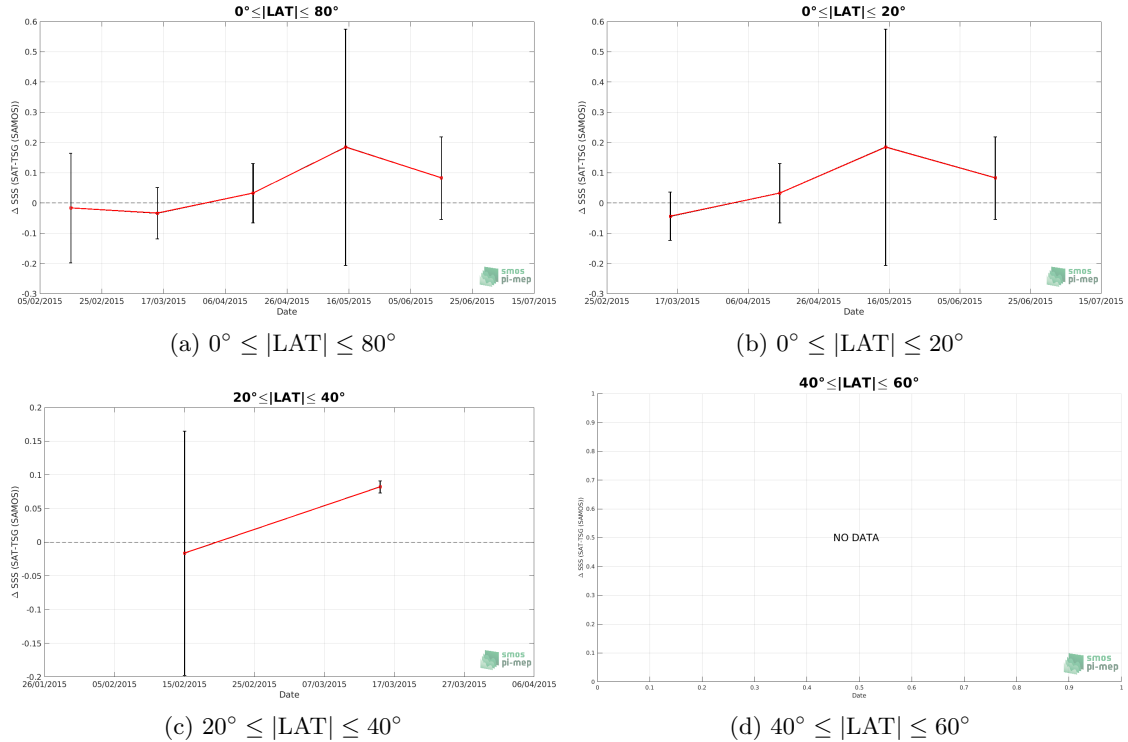 0°≤|LAT|≤ 80°
Δ SSS (SAT-TSG (SAMOS))
0.6
0.5
0.4
0.3
0.2
0.1
0
-0.1
-0.2
-0.3
05/02/2015 25/02/2015 17/03/2015 06/04/2015 26/04/2015 16/05/2015 05/06/2015 25/06/2015 15/07/2015
Date
smos
pi-mep
(a) 0° ≤ |LAT| ≤ 80°
0°≤|LAT|≤ 20°
Δ SSS (SAT-TSG (SAMOS))
0.6
0.5
0.4
0.3
0.2
0.1
0
-0.1
-0.2
-0.3
25/02/2015 17/03/2015 06/04/2015 26/04/2015 16/05/2015 05/06/2015 25/06/2015 15/07/2015
Date
smos
pi-mep
(b) 0° ≤ |LAT| ≤ 20°
20°≤|LAT|≤ 40°
Δ SSS (SAT-TSG (SAMOS))
0.2
0.15
0.1
0.05
0
-0.05
-0.1
-0.15
-0.2
26/01/2015 05/02/2015 15/02/2015 25/02/2015 07/03/2015 17/03/2015 27/03/2015 06/04/2015
Date
smos
pi-mep
(c) 20° ≤ |LAT| ≤ 40°
40°≤|LAT|≤ 60°
Δ SSS (SAT-TSG (SAMOS))
1
0.9
0.8
0.7
0.6
0.5
0.4
0.3
0.2
0.1
0
NO DATA
0 0.1 0.2 0.3 0.4 0.5 0.6 0.7 0.8 0.9 1
Date
smos
pi-mep
(d) 40° ≤ |LAT| ≤ 60°